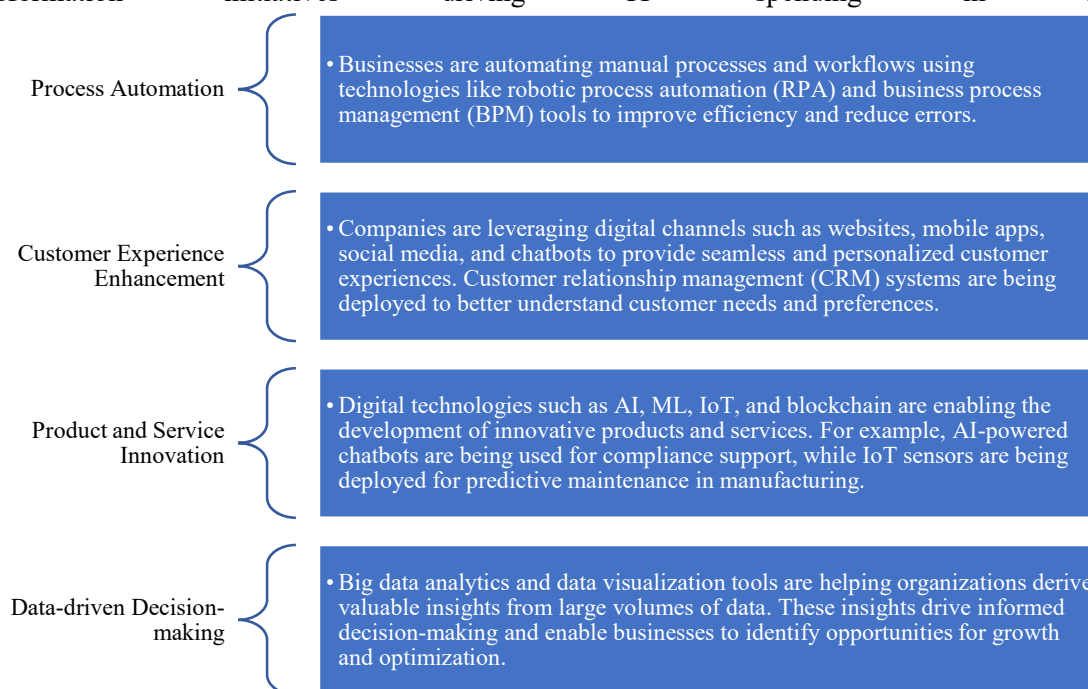 initiatives driving spending
Process Automation
• Businesses are automating manual processes and workflows using
technologies like robotic process automation (RPA) and business process
management (BPM) tools to improve efficiency and reduce errors.
Customer Experience
Enhancement
• Companies are leveraging digital channels such as websites, mobile apps,
social media, and chatbots to provide seamless and personalized customer
experiences. Customer relationship management (CRM) systems are being
deployed to better understand customer needs and preferences.
Product and Service
Innovation
• Digital technologies such as AI, ML, IoT, and blockchain are enabling the
development of innovative products and services. For example, AI-powered
chatbots are being used for compliance support, while IoT sensors are being
deployed for predictive maintenance in manufacturing.
Data-driven Decision-
making
• Big data analytics and data visualization tools are helping organizations derive
valuable insights from large volumes of data. These insights drive informed
decision-making and enable businesses to identify opportunities for growth
and optimization.